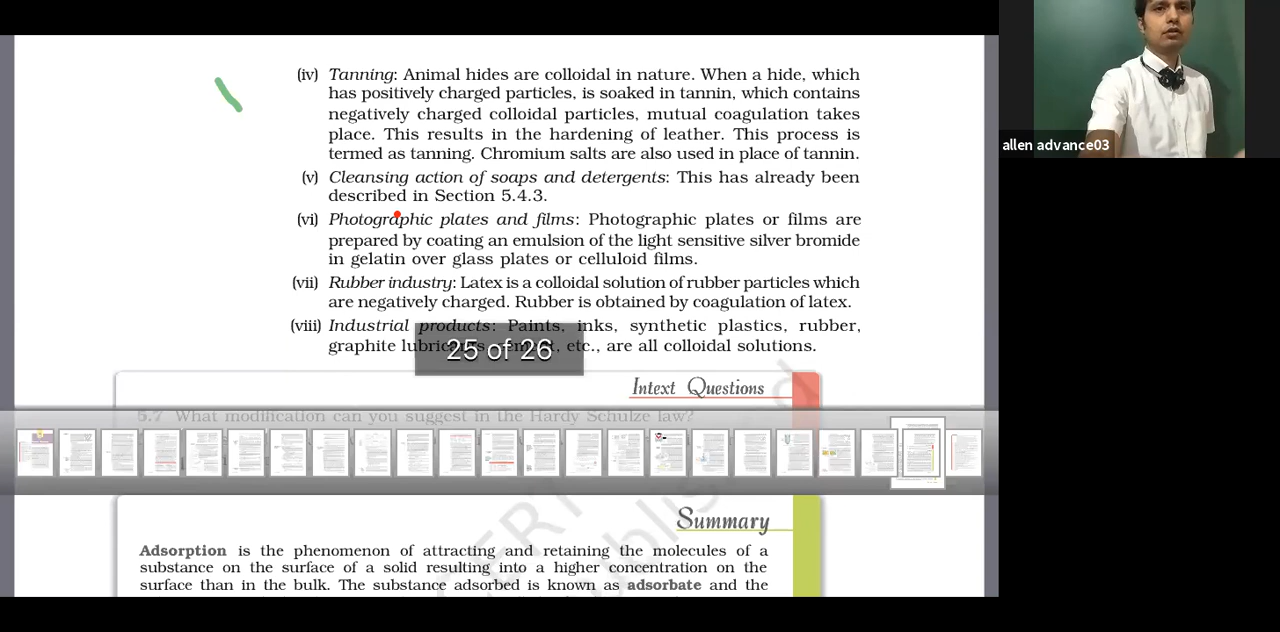 (iv) Tanning: Animal hides are colloidal in nature. When a hide, which
has positively charged particles, is soaked in tannin, which contains
negatively charged colloidal particles, mutual coagulation takes
place. This results in the hardening of leather. This process is
termed as tanning. Chromium salts are also used in place of tannin.
(v) Cleansing action of soaps and detergents: This has already been
described in Section 5.4.3.
(vi) Photographic plates and films: Photographic plates or films are
prepared by coating an emulsion of the light sensitive silver bromide
in gelatin over glass plates or celluloid films.
(vii) Rubber industry: Latex is a colloidal solution of rubber particles which
are negatively charged. Rubber is obtained by coagulation of latex.
(viii) Industrial products: Paints, inks, synthetic plastics, rubber,
graphite lubricants, cement, etc., are all colloidal solutions.
25 of 26
Intext Questions
5.7 What modification can you suggest in the Hardy Schulze law?
Summary
Adsorption is the phenomenon of attracting and retaining the molecules of a
substance on the surface of a solid resulting into a higher concentration on the
surface than in the bulk. The substance adsorbed is known as adsorbate and the
allen advance03